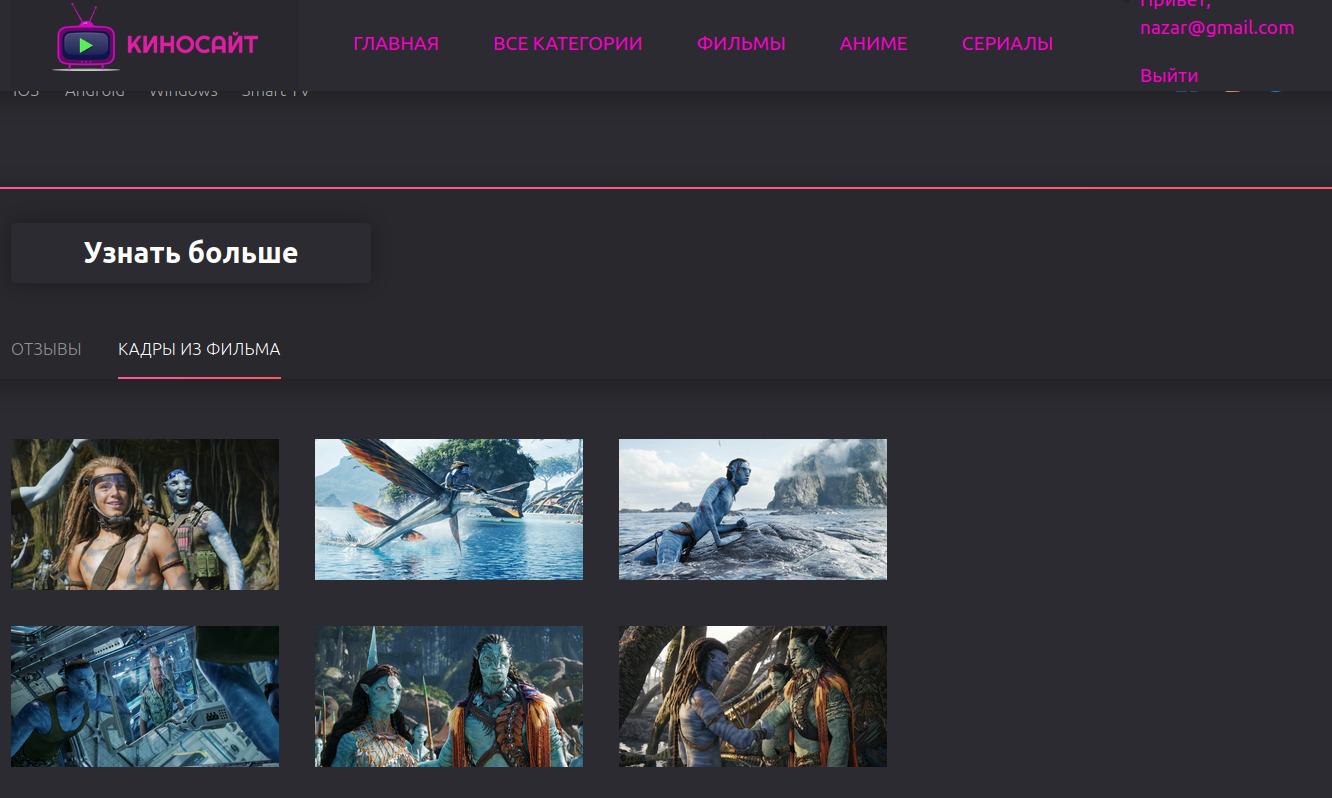 Привет,
nazar@gmail.com
КИНОСАЙТ
ГЛАВНАЯ ВСЕ КАТЕГОРИИ ФИЛЬМЫ АНИМЕ СЕРИАЛЫ
Выйти
iOS Android Windows Smart TV
Узнать больше
ОТЗЫВЫ КАДРЫ ИЗ ФИЛЬМА